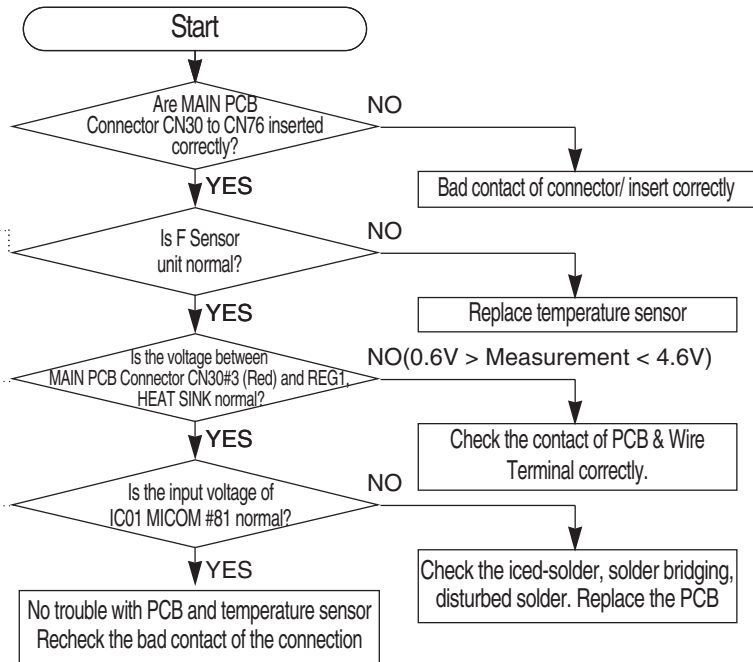 Start
Are MAIN PCB
Connector CN30 to CN76 inserted
correctly?
NO
Bad contact of connector/ insert correctly
YES
Is F Sensor
unit normal?
NO
Replace temperature sensor
YES
Is the voltage between
MAIN PCB Connector CN30#3 (Red) and REG1,
HEAT SINK normal?
NO(0.6V > Measurement < 4.6V)
Check the contact of PCB & Wire
Terminal correctly.
YES
Is the input voltage of
IC01 MICOM #81 normal?
NO
Check the iced-solder, solder bridging,
disturbed solder. Replace the PCB
YES
No trouble with PCB and temperature sensor
Recheck the bad contact of the connection